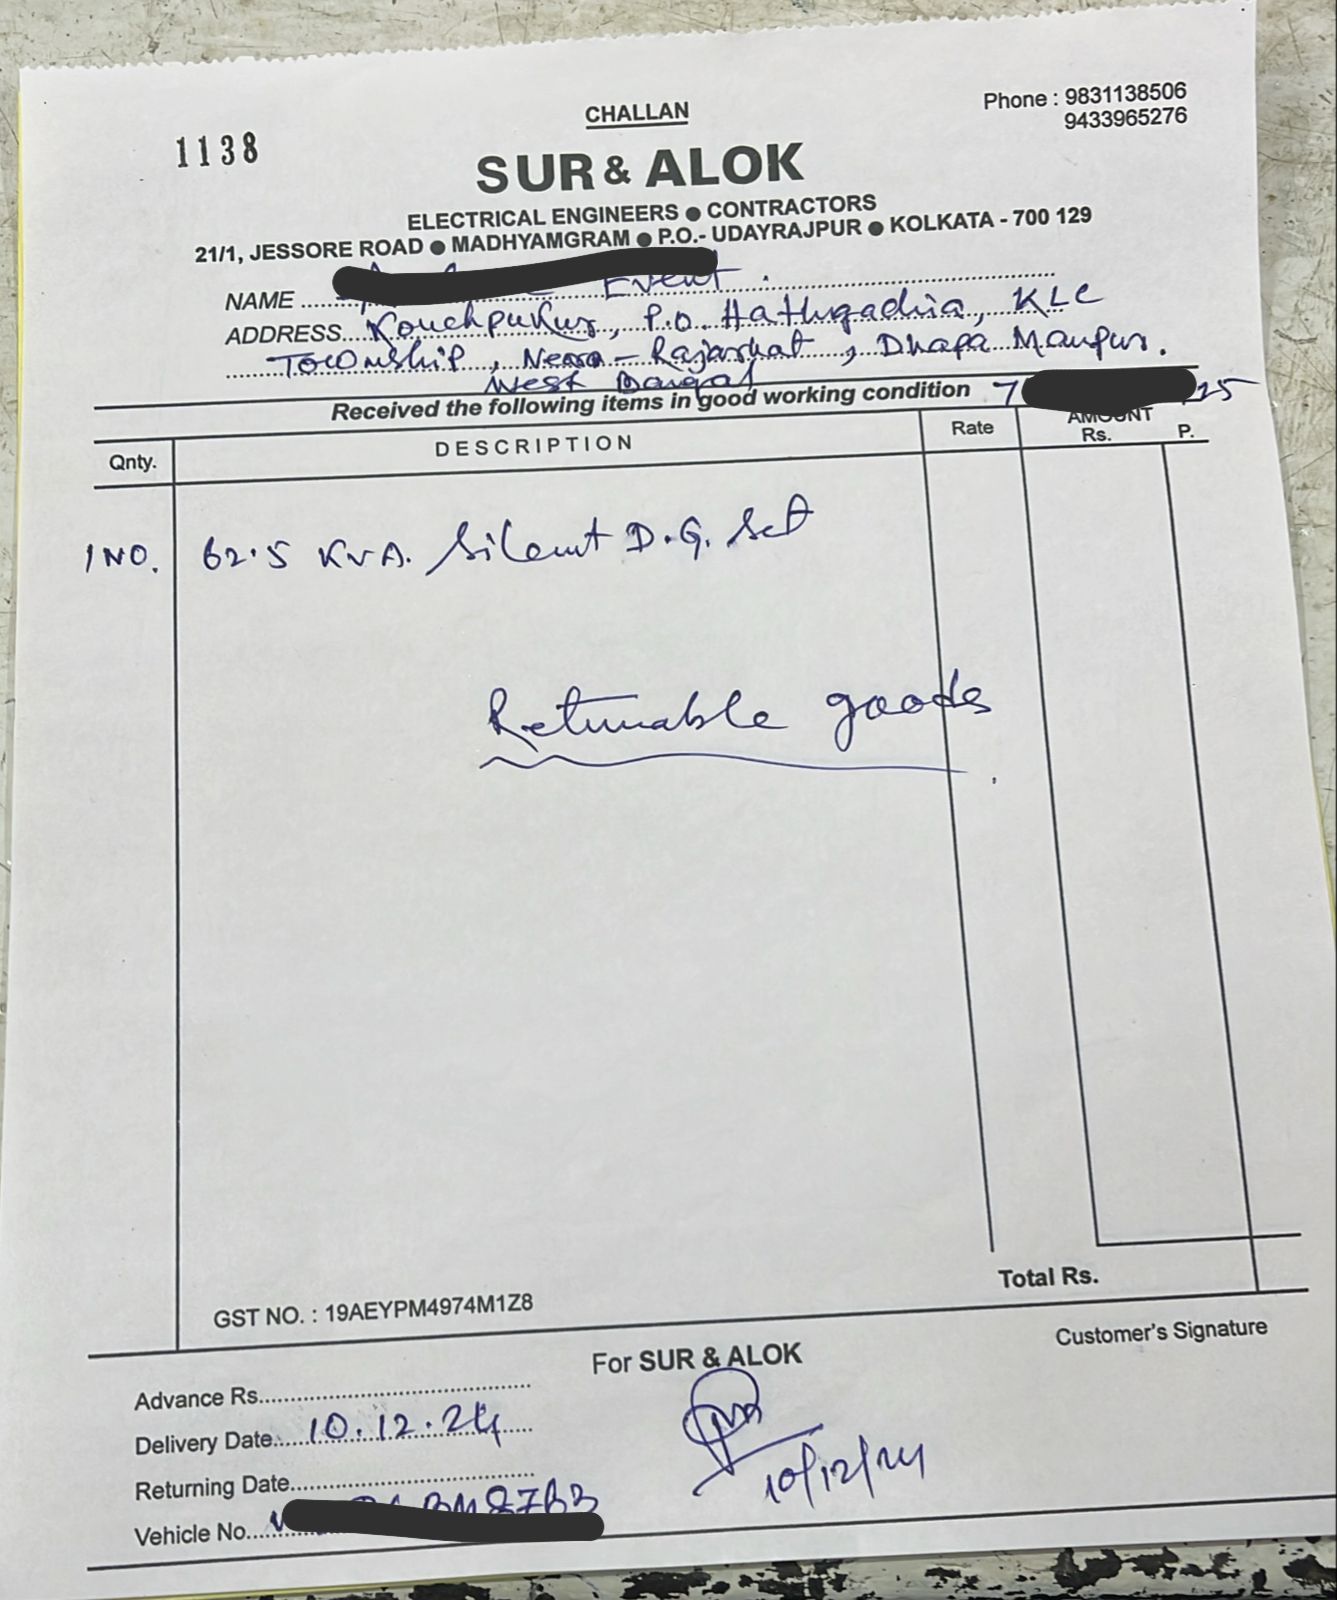 CHALLAN
Phone : 9831138506
9433965276
1138
SUR & ALOK
ELECTRICAL ENGINEERS ● CONTRACTORS
21/1, JESSORE ROAD ● MADHYAMGRAM ● P.O.- UDAYRAJPUR ● KOLKATA - 700 129
NAME Event
ADDRESS Kouchpukur, P.O. Hathgachia, KLC
Township, Near - Rajarhat, Dhapa Manpur.
West Bengal
Received the following items in good working condition 7 25
Qnty. DESCRIPTION Rate AMOUNT
Rs. P.
1 NO. 62.5 KVA. Silent D.G. Set
Returnable goods
Total Rs.
GST NO. : 19AEYPM4974M1Z8
Customer's Signature
For SUR & ALOK
Advance Rs.
Delivery Date 10.12.24
Returning Date
10/12/24
Vehicle No.